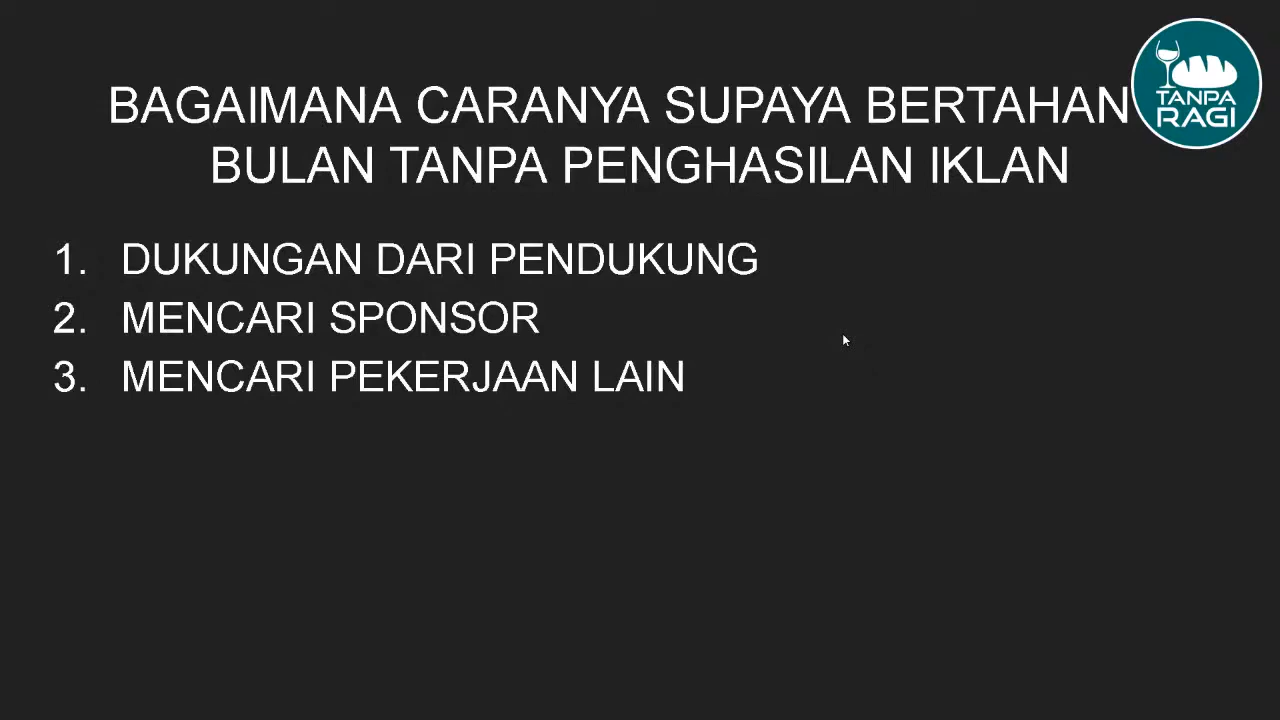 BAGAIMANA CARANYA SUPAYA BERTAHAN
BULAN TANPA PENGHASILAN IKLAN
1. DUKUNGAN DARI PENDUKUNG
2. MENCARI SPONSOR
3. MENCARI PEKERJAAN LAIN
TANPA
RAGI